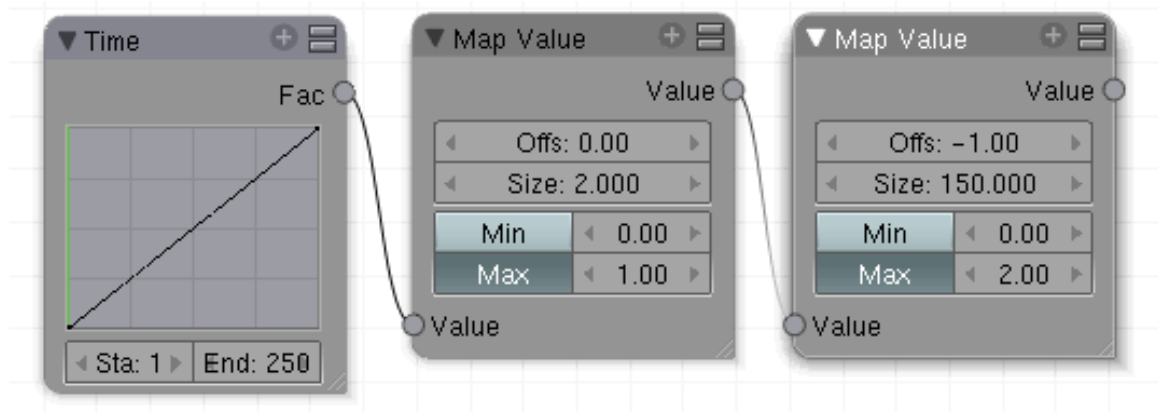 Time
Fac
Sta: 1
End: 250
Map Value
Value
Offs: 0.00
Size: 2.000
Min 0.00
Max 1.00
Value
Map Value
Value
Offs: −1.00
Size: 150.000
Min 0.00
Max 2.00
Value